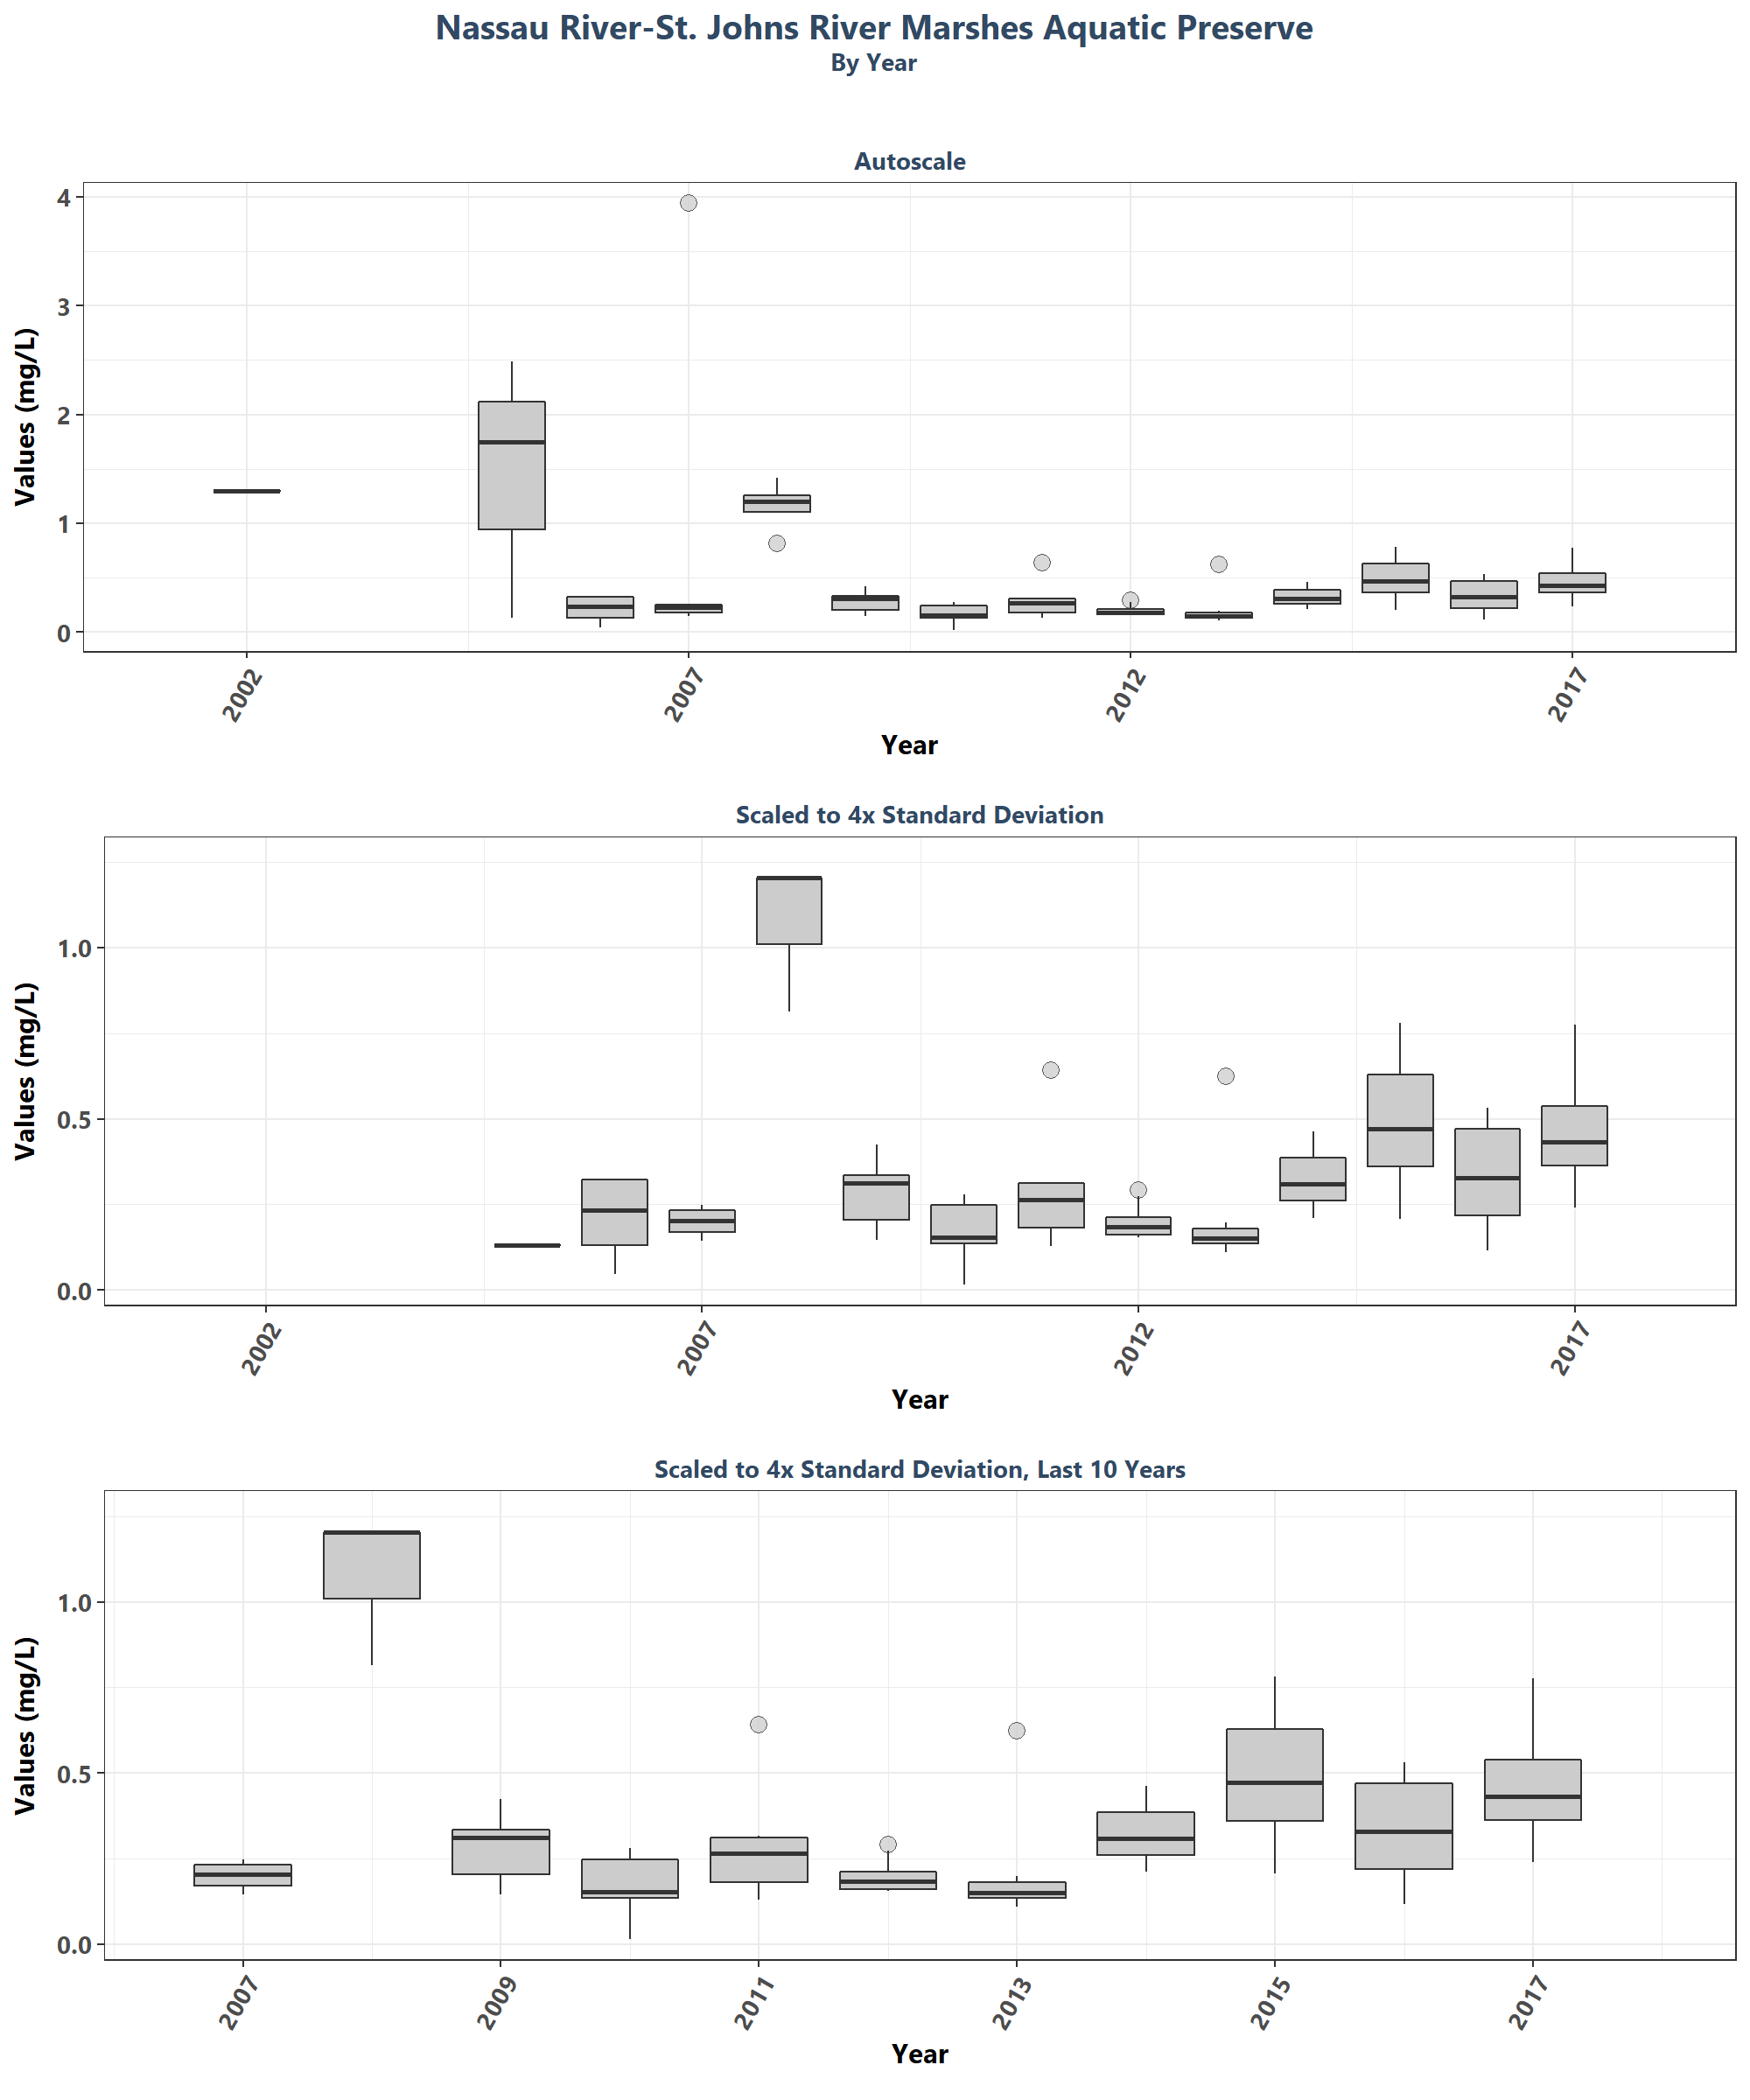 Nassau River-St. Johns River Marshes Aquatic Preserve
By Year
Autoscale
Values (mg/L)
4
3
2
1
0
2002
2007
2012
2017
Year
Scaled to 4x Standard Deviation
Values (mg/L)
1.0
0.5
0.0
2002
2007
2012
2017
Year
Scaled to 4x Standard Deviation, Last 10 Years
Values (mg/L)
1.0
0.5
0.0
2007
2009
2011
2013
2015
2017
Year